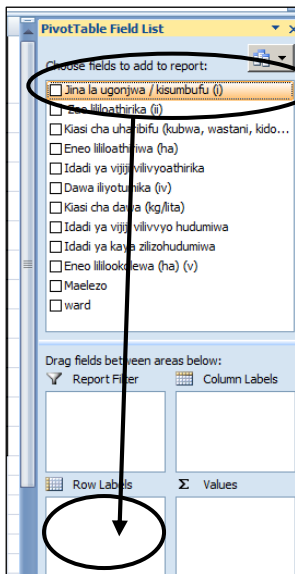 PivotTable Field List
Choose fields to add to report:
Jina la ugonjwa / kisumbufu (i)
Zao lililoathirika (ii)
Kiasi cha uharibifu (kubwa, wastani, kido...
Eneo lililoathiriwa (ha)
Idadi ya vijiji vilivvyoathirika
Dawa iliyotumika (iv)
Kiasi cha dawa (kg/lita)
Idadi ya vijiji vilivvyo hudumiwa
Idadi ya kaya zilizohudumiwa
Eneo lililookolewa (ha) (v)
Maelezo
ward
Drag fields between areas below:
Report Filter
Column Labels
Row Labels
Σ Values